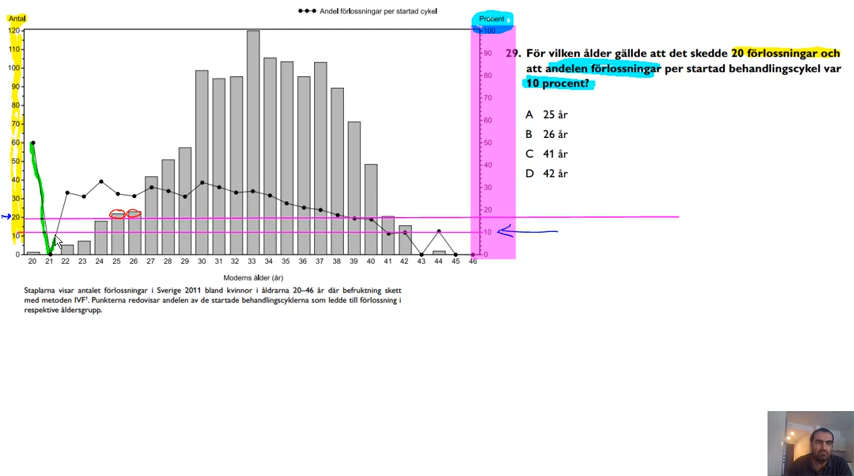 Andel förlossningar per startad cykel
Antal
Procent
120
110
100
90
80
70
60
50
40
30
20
10
0
100
90
80
70
60
50
40
30
20
10
0
20 21 22 23 24 25 26 27 28 29 30 31 32 33 34 35 36 37 38 39 40 41 42 43 44 45 46
Moderns ålder (år)
Staplarna visar antalet förlossningar i Sverige 2011 bland kvinnor i åldrarna 20–46 år där befruktning skett
med metoden IVF¹. Punkterna redovisar andelen av de startade behandlingscyklerna som ledde till förlossning i
respektive åldersgrupp.
29. För vilken ålder gällde att det skedde 20 förlossningar och
att andelen förlossningar per startad behandlingscykel var
10 procent?
A 25 år
B 26 år
C 41 år
D 42 år